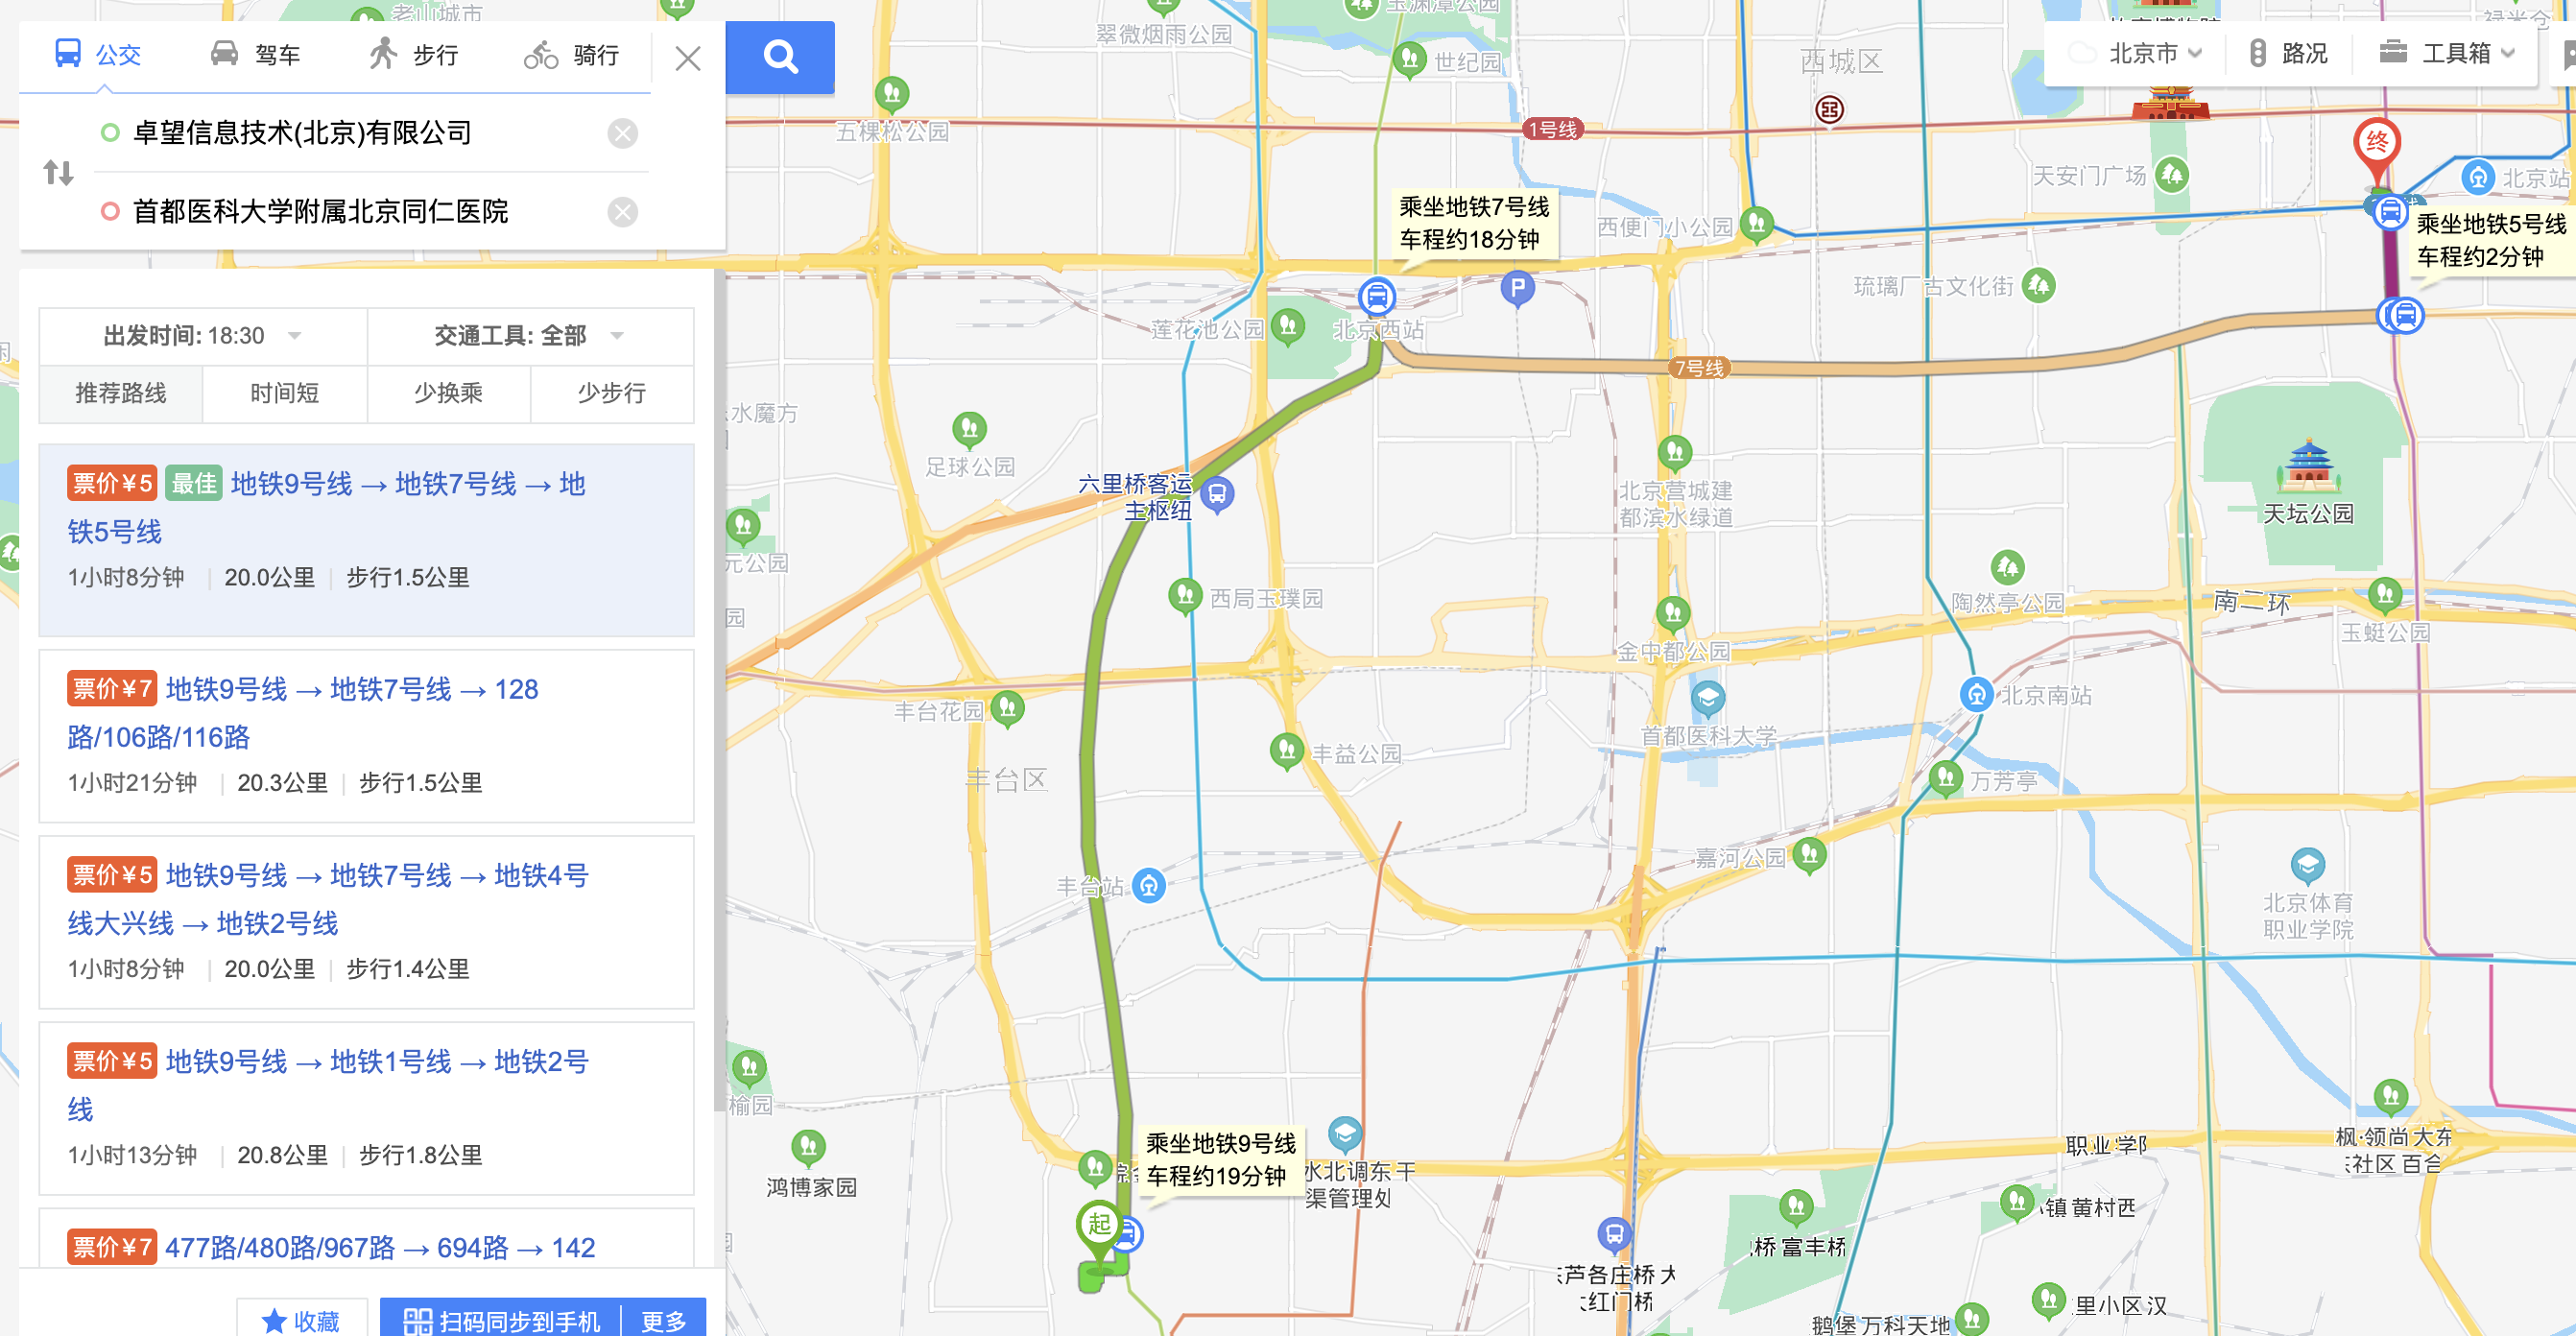 公交
驾车
步行
骑行
卓望信息技术(北京)有限公司
首都医科大学附属北京同仁医院
出发时间: 18:30
交通工具: 全部
推荐路线
时间短
少换乘
少步行
票价¥5 最佳 地铁9号线 → 地铁7号线 → 地
铁5号线
1小时8分钟 | 20.0公里 | 步行1.5公里
票价¥7 地铁9号线 → 地铁7号线 → 128
路/106路/116路
1小时21分钟 | 20.3公里 | 步行1.5公里
票价¥5 地铁9号线 → 地铁7号线 → 地铁4号
线大兴线 → 地铁2号线
1小时8分钟 | 20.0公里 | 步行1.4公里
票价¥5 地铁9号线 → 地铁1号线 → 地铁2号
线
1小时13分钟 | 20.8公里 | 步行1.8公里
票价¥7 477路/480路/967路 → 694路 → 142
收藏
扫码同步到手机
更多
北京市
路况
工具箱
老山城市
翠微烟雨公园
玉渊潭公园
世纪园
西城区
五棵松公园
1号线
天安门广场
终
北京站
乘坐地铁7号线
车程约18分钟
西便门小公园
乘坐地铁5号线
车程约2分钟
P
琉璃厂古文化街
莲花池公园
北京西站
7号线
水魔方
足球公园
六里桥客运
主枢纽
北京营城建
都滨水绿道
天坛公园
元公园
西局玉璞园
陶然亭公园
南二环
园
玉蜓公园
金中都公园
丰台花园
北京南站
首都医科大学
丰益公园
丰台区
万芳亭
嘉河公园
丰台站
北京体育
职业学院
榆园
鸿博家园
乘坐地铁9号线
车程约19分钟
水北调东干
渠管理处
职业学
枫·领尚大东
社区百合
起
镇黄村西
桥富丰桥
芦各庄桥大
红门桥
里小区汉
鹅堡万科天地